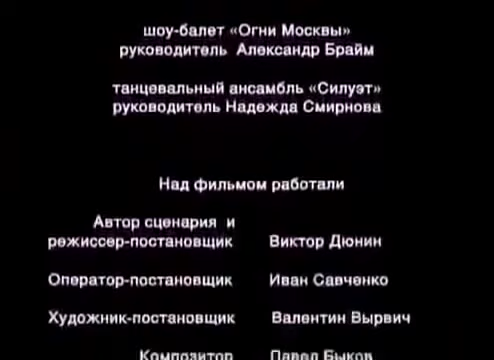 шоу-балет «Огни Москвы»
руководитель Александр Брайм
танцевальный ансамбль «Силуэт»
руководитель Надежда Смирнова
Над фильмом работали
Автор сценария и
режиссер-постановщик Виктор Дюнин
Оператор-постановщик Иван Савченко
Художник-постановщик Валентин Вырвич
Композитор Павел Быков